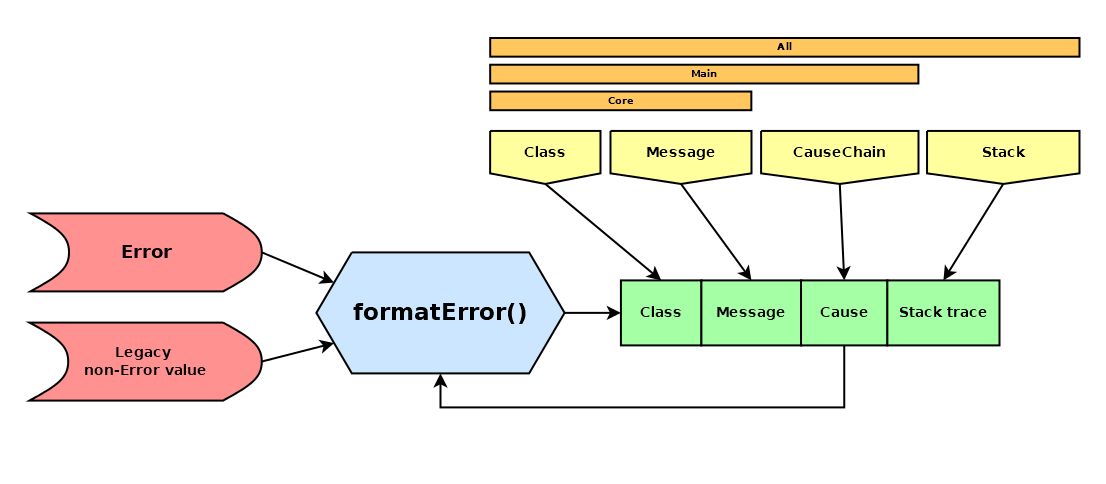 All
Main
Core
Class
Message
CauseChain
Stack
Error
Legacy
non-Error value
formatError()
Class
Message
Cause
Stack trace